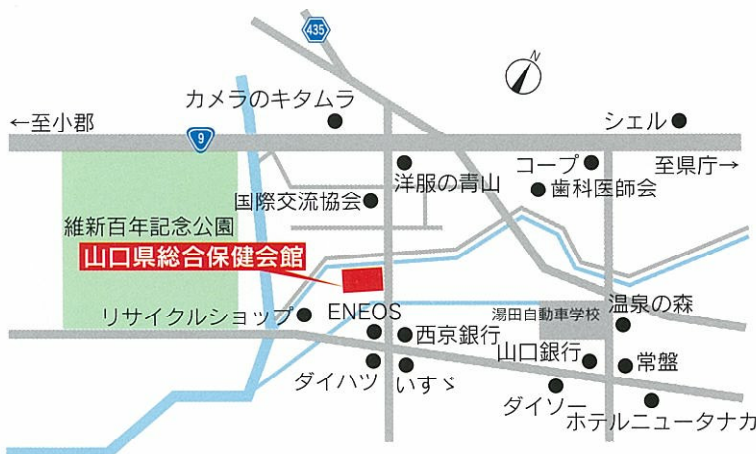 435
N
カメラのキタムラ
シェル
←至小郡
9
洋服の青山
コープ
至県庁→
歯科医師会
国際交流協会
維新百年記念公園
山口県総合保健会館
リサイクルショップ
ENEOS
湯田自動車学校
温泉の森
西京銀行
山口銀行
常盤
ダイハツ
いすゞ
ダイソー
ホテルニュータナカ